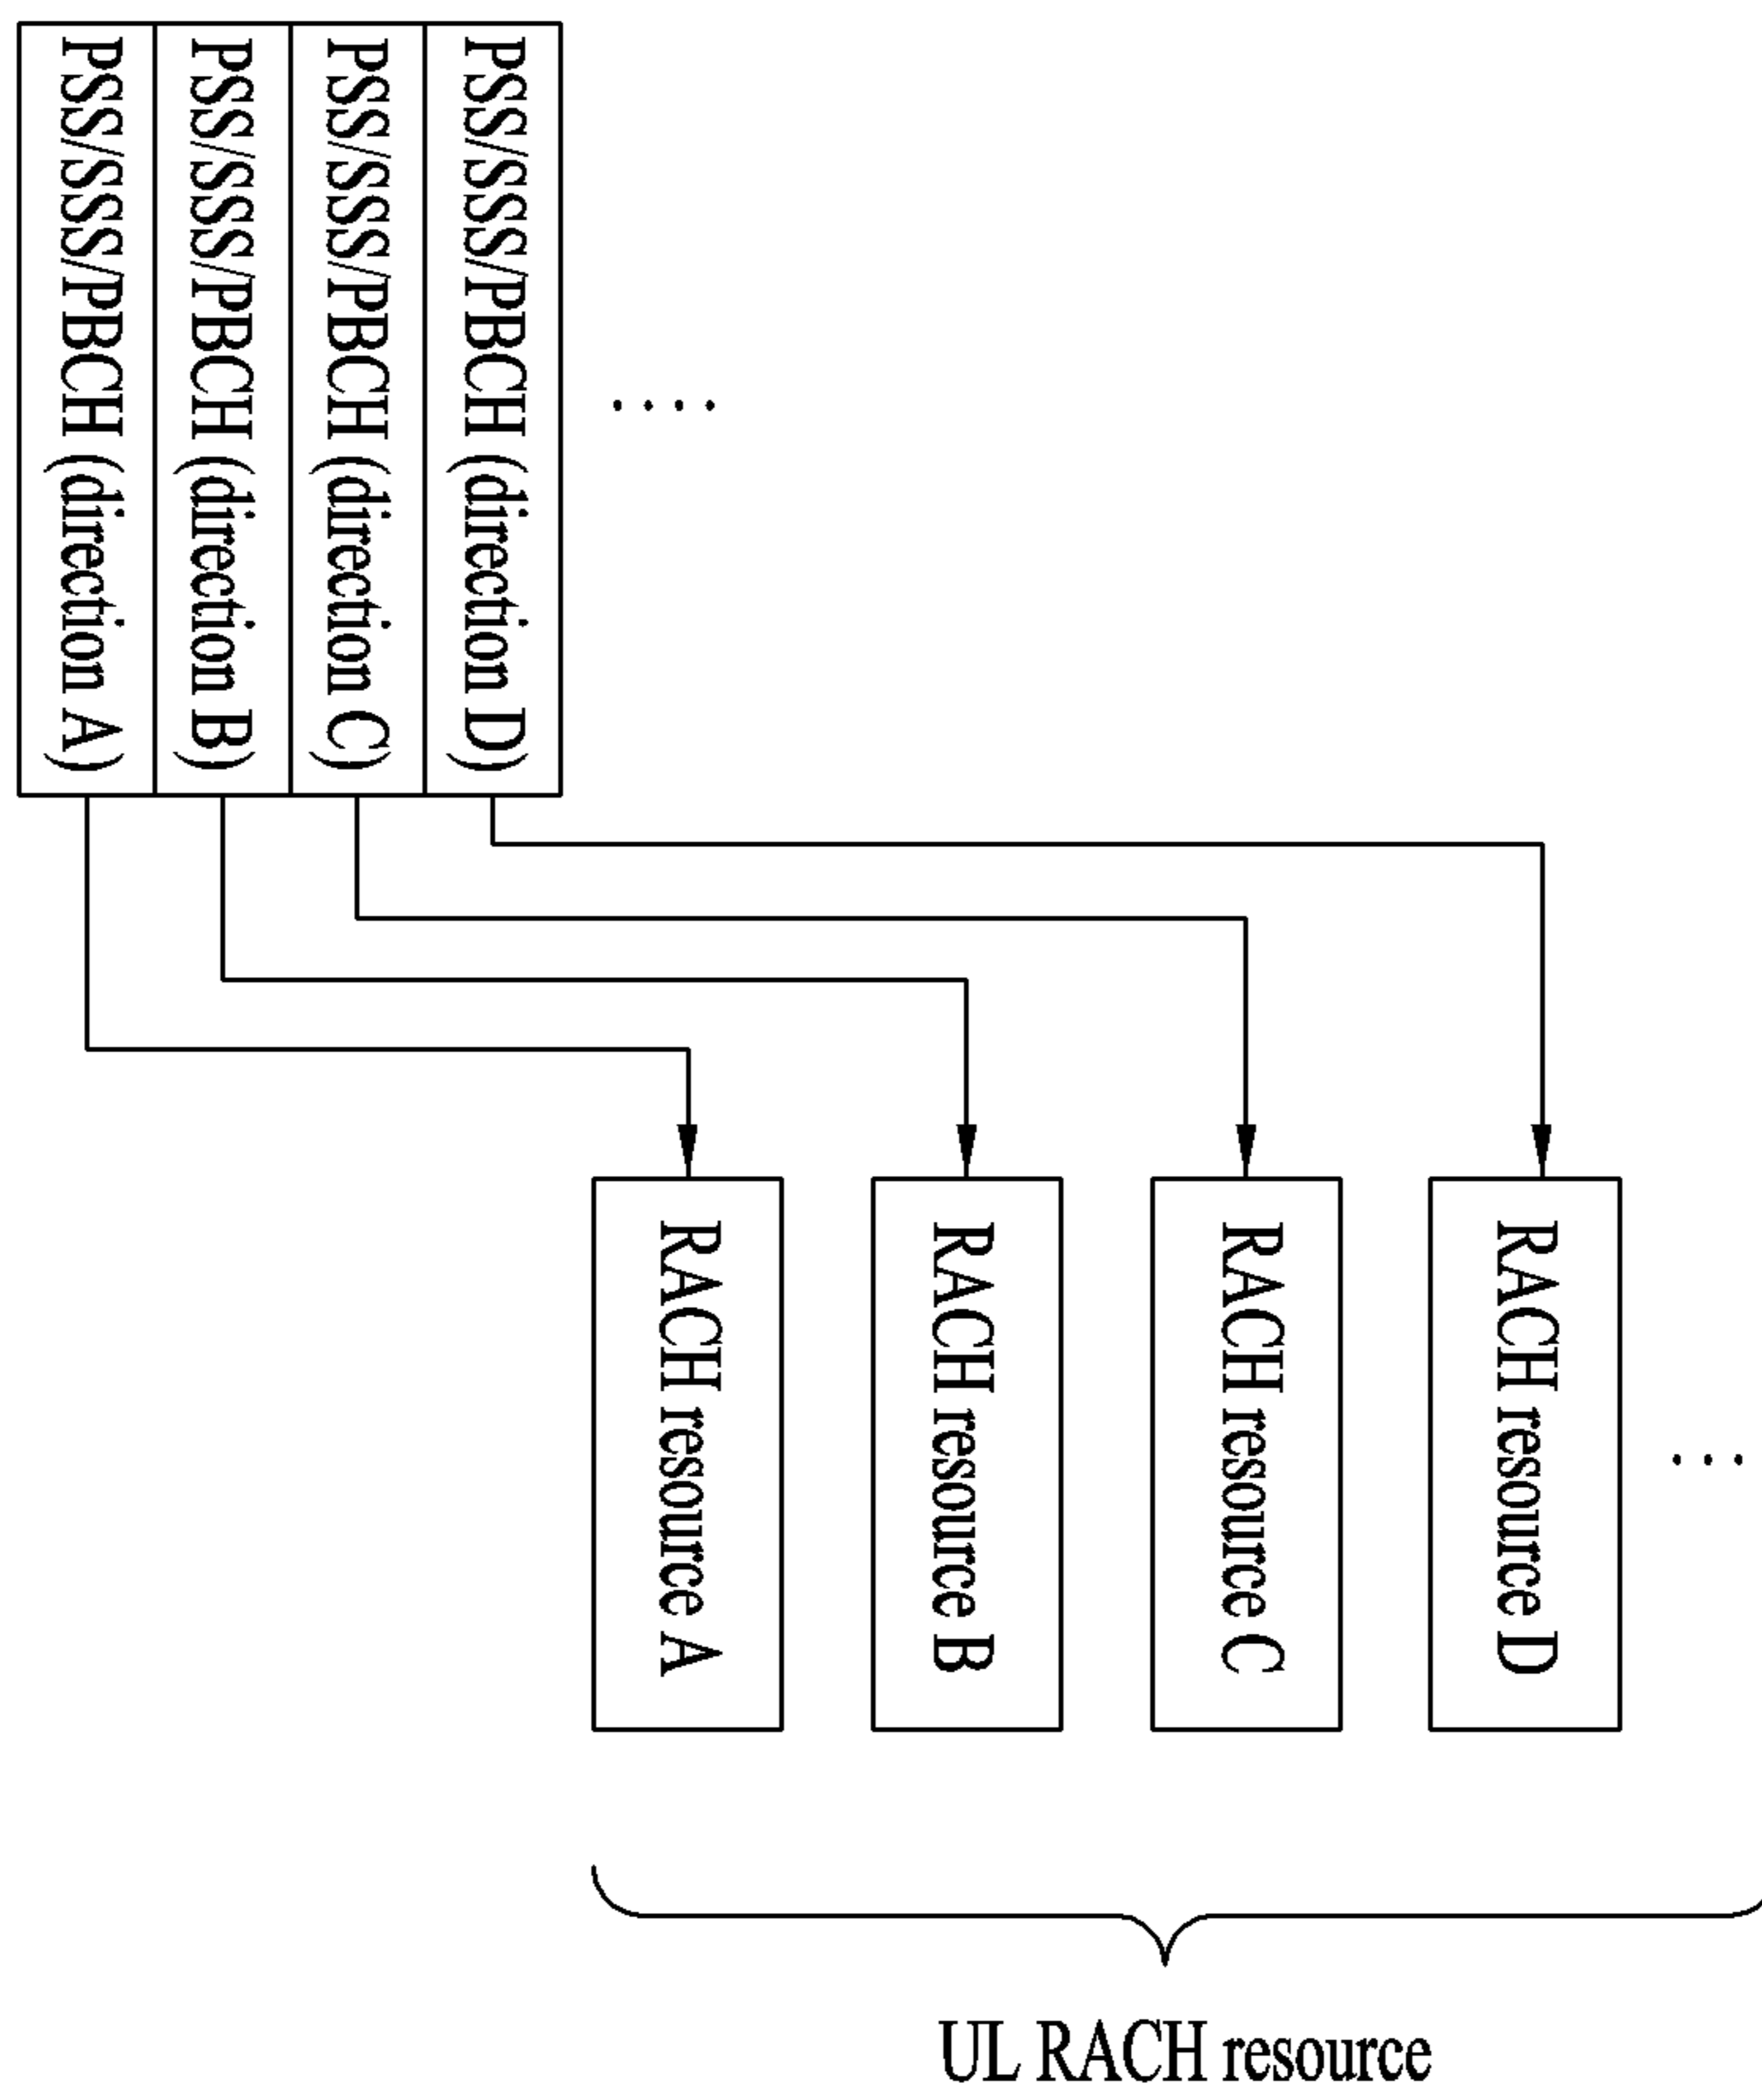 PSS/SSS/PBCH (direction A)
PSS/SSS/PBCH (direction B)
PSS/SSS/PBCH (direction C)
PSS/SSS/PBCH (direction D)
....
RACH resource A
RACH resource B
RACH resource C
RACH resource D
...
UL RACH resource